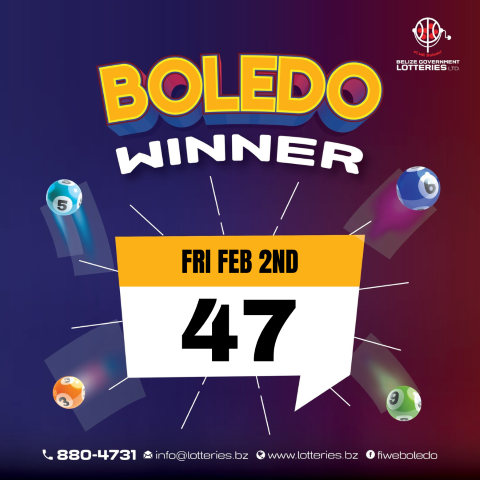 BELIZE GOVERNMENT
LOTTERIES LTD.
BOLEDO
WINNER
5
6
FRI FEB 2ND
47
3
9
880-4731 info@lotteries.bz www.lotteries.bz fiweboledo